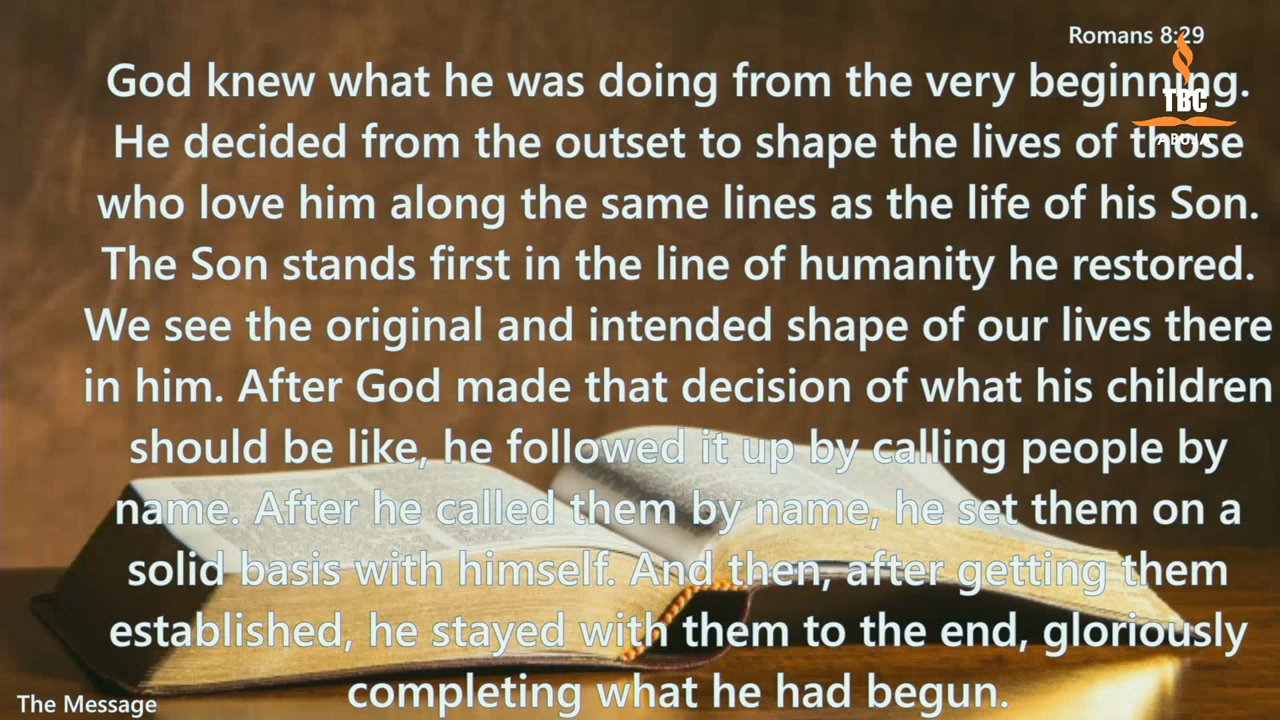 Romans 8:29
God knew what he was doing from the very beginning.
TBC
He decided from the outset to shape the lives of those
ABUJA
who love him along the same lines as the life of his Son.
The Son stands first in the line of humanity he restored.
We see the original and intended shape of our lives there
in him. After God made that decision of what his children
should be like, he followed it up by calling people by
name. After he called them by name, he set them on a
solid basis with himself. And then, after getting them
established, he stayed with them to the end, gloriously
completing what he had begun.
The Message